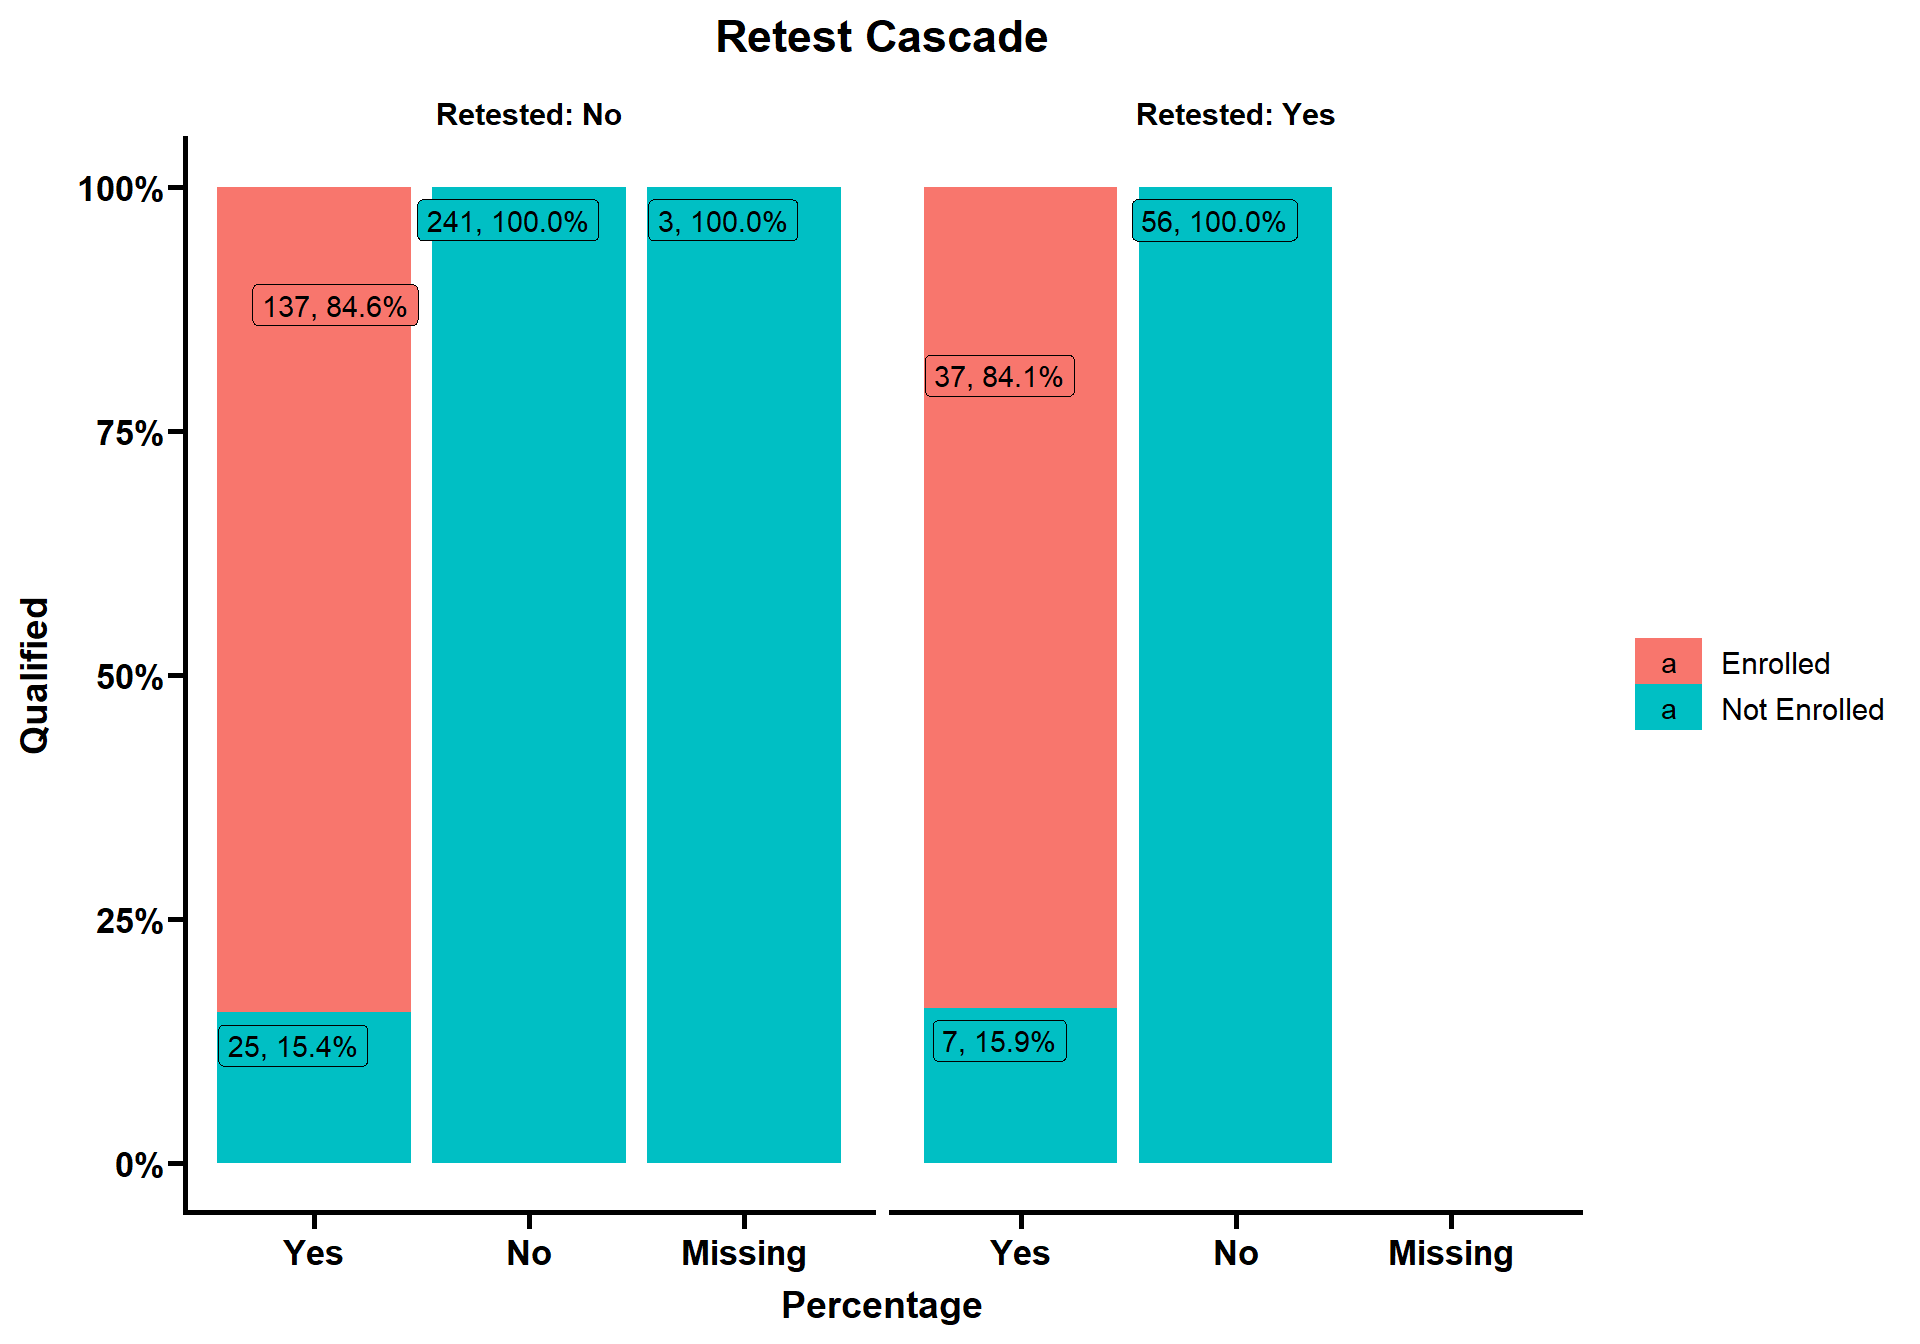 Retest Cascade
Retested: No
Retested: Yes
100%
75%
50%
25%
0%
Qualified
241, 100.0%
3, 100.0%
137, 84.6%
25, 15.4%
56, 100.0%
37, 84.1%
7, 15.9%
a Enrolled
a Not Enrolled
Yes No Missing
Yes No Missing
Percentage